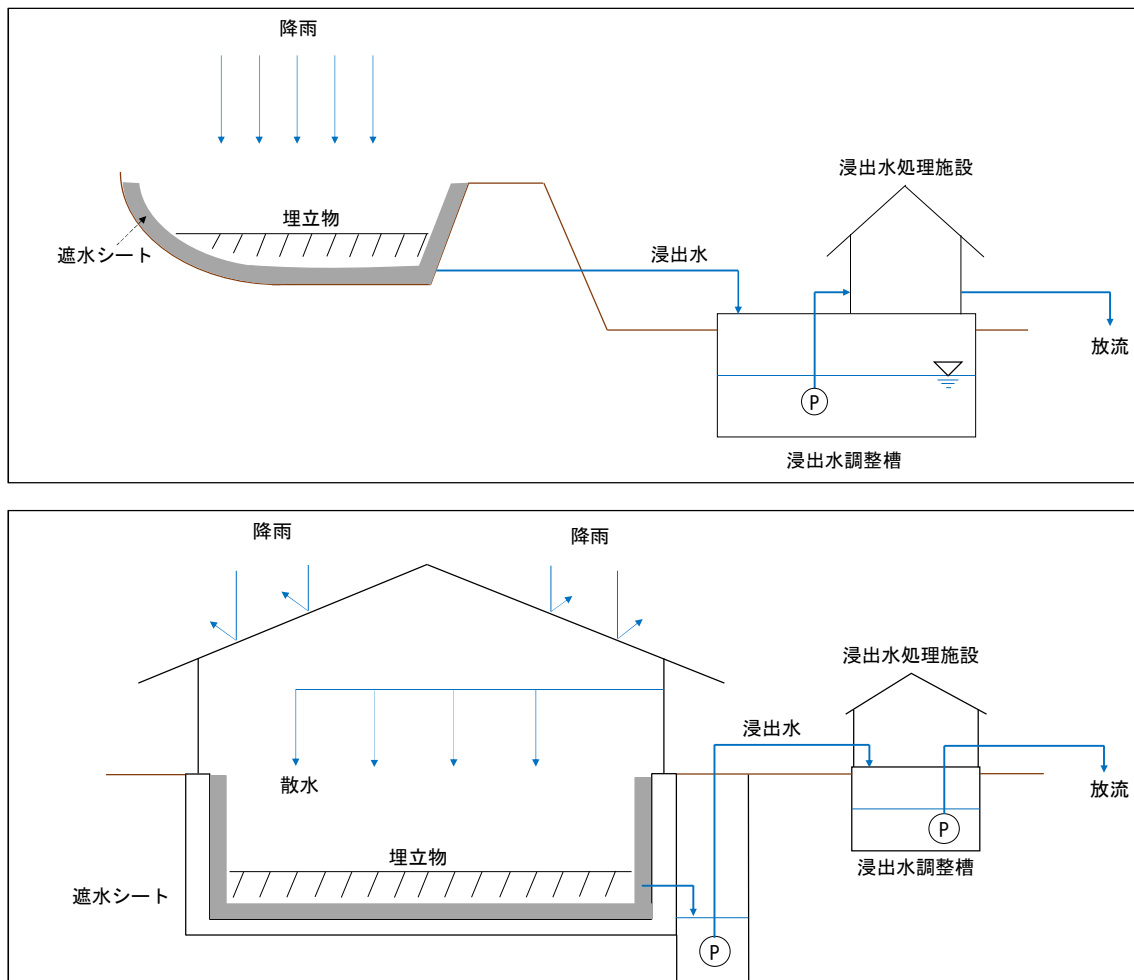 降雨
浸出水処理施設
埋立物
遮水シート
浸出水
放流
P
浸出水調整槽
降雨
降雨
浸出水処理施設
浸出水
散水
放流
P
埋立物
浸出水調整槽
遮水シート
P